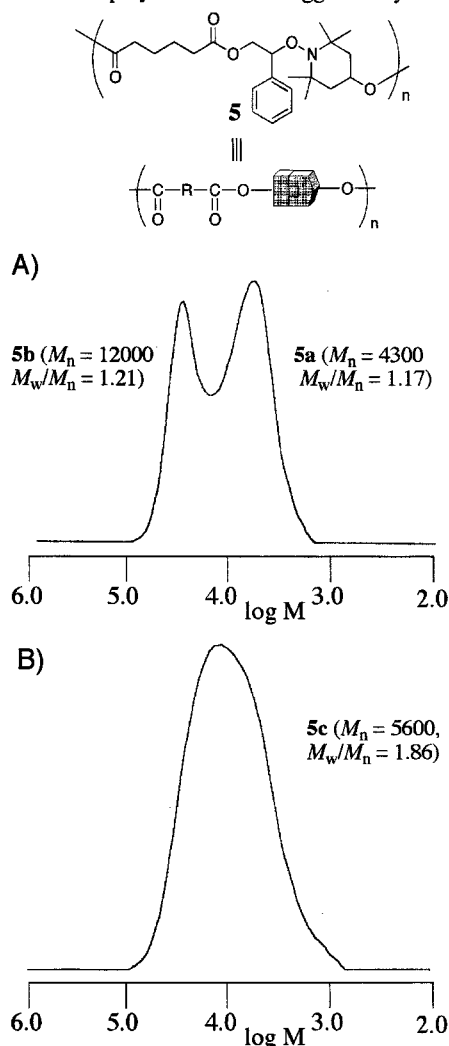 O
O
O
O N
O
n
5
C R C O O
O O
n
A)
5b (Mn = 12000
Mw/Mn = 1.21)
5a (Mn = 4300
Mw/Mn = 1.17)
6.0 5.0 4.0 3.0 2.0
log M
B)
5c (Mn = 5600,
Mw/Mn = 1.86)
6.0 5.0 4.0 3.0 2.0
log M